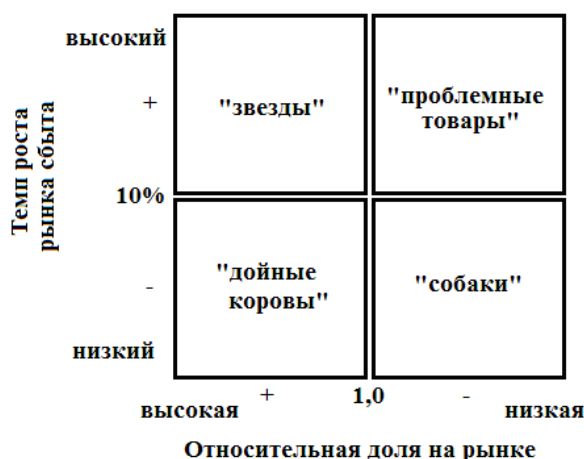 высокий
Темп роста
рынка сбыта
+
"звезды"
"проблемные
товары"
10%
-
"дойные
коровы"
"собаки"
низкий
+
1,0
-
высокая
низкая
Относительная доля на рынке